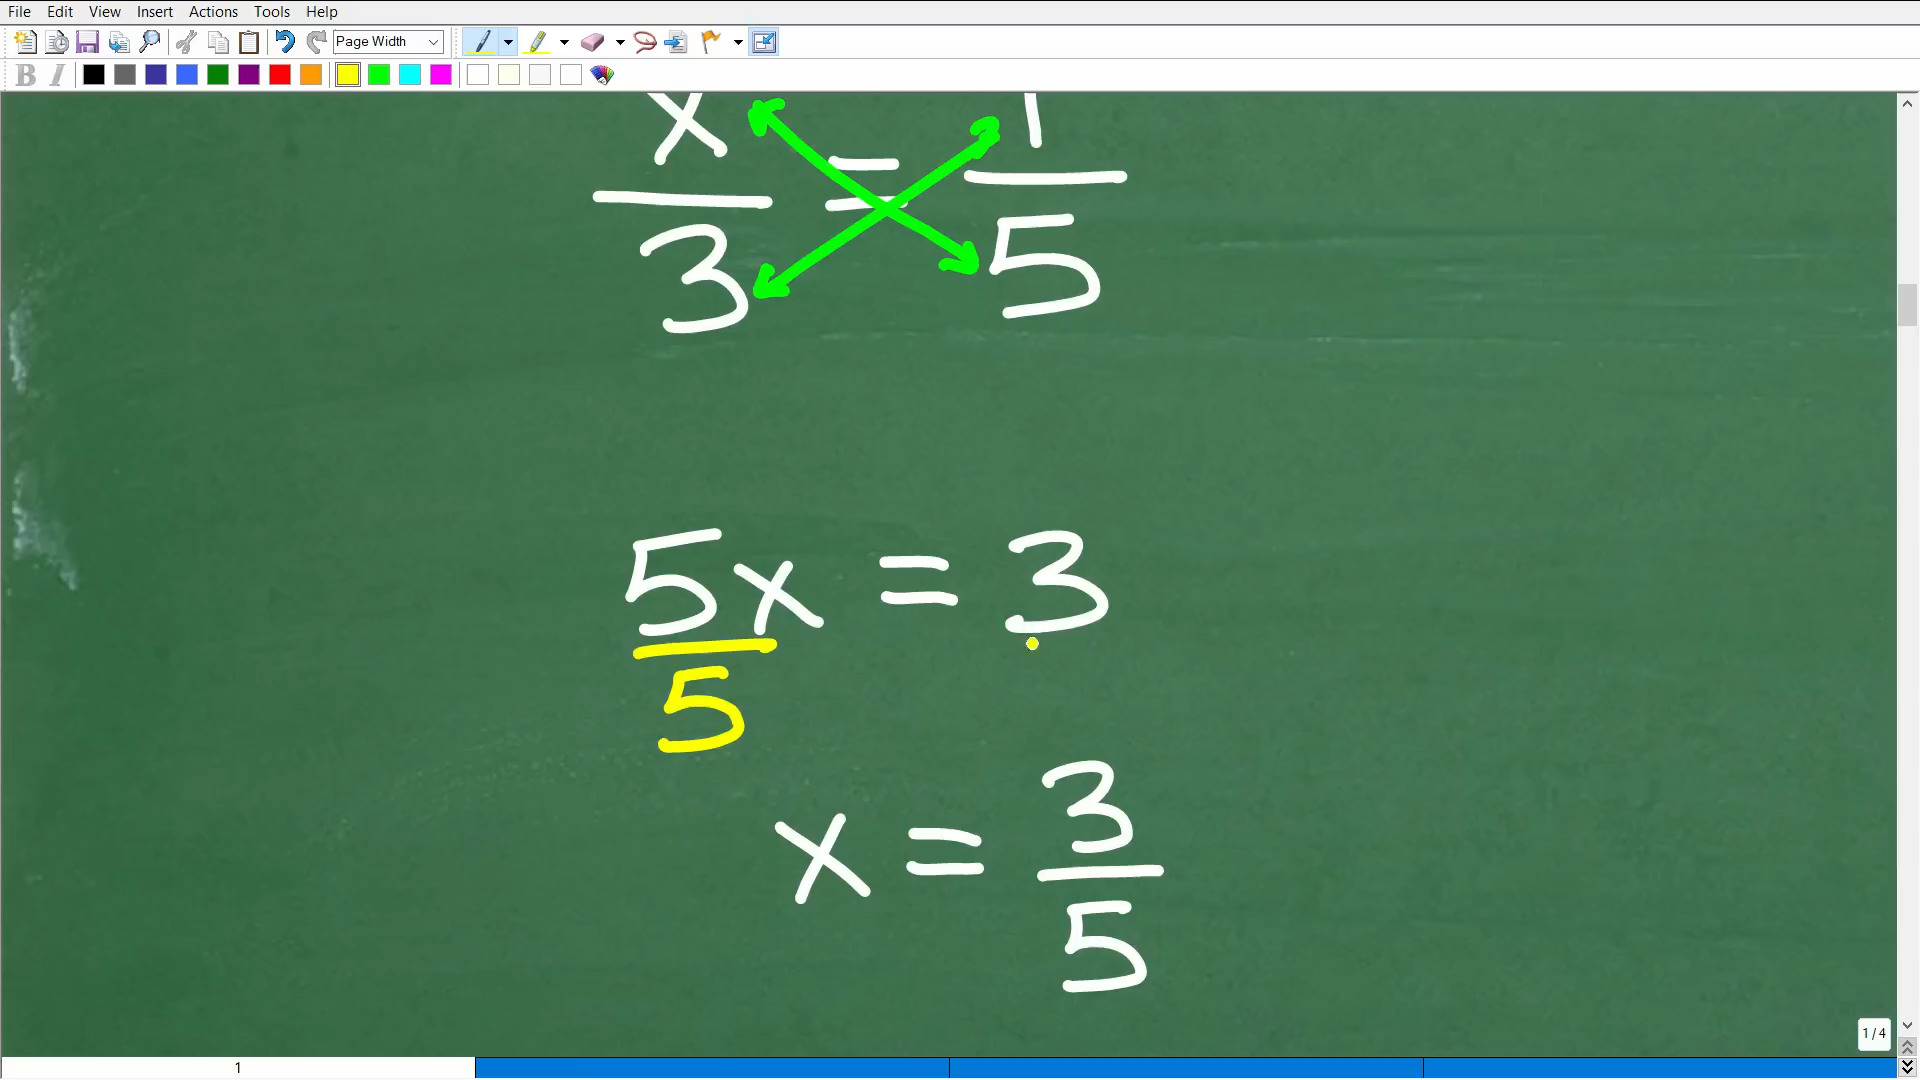 File Edit View Insert Actions Tools Help
Page Width
B I
x/3 = 1/5
5x/5 = 3
x = 3/5
1 / 4
1